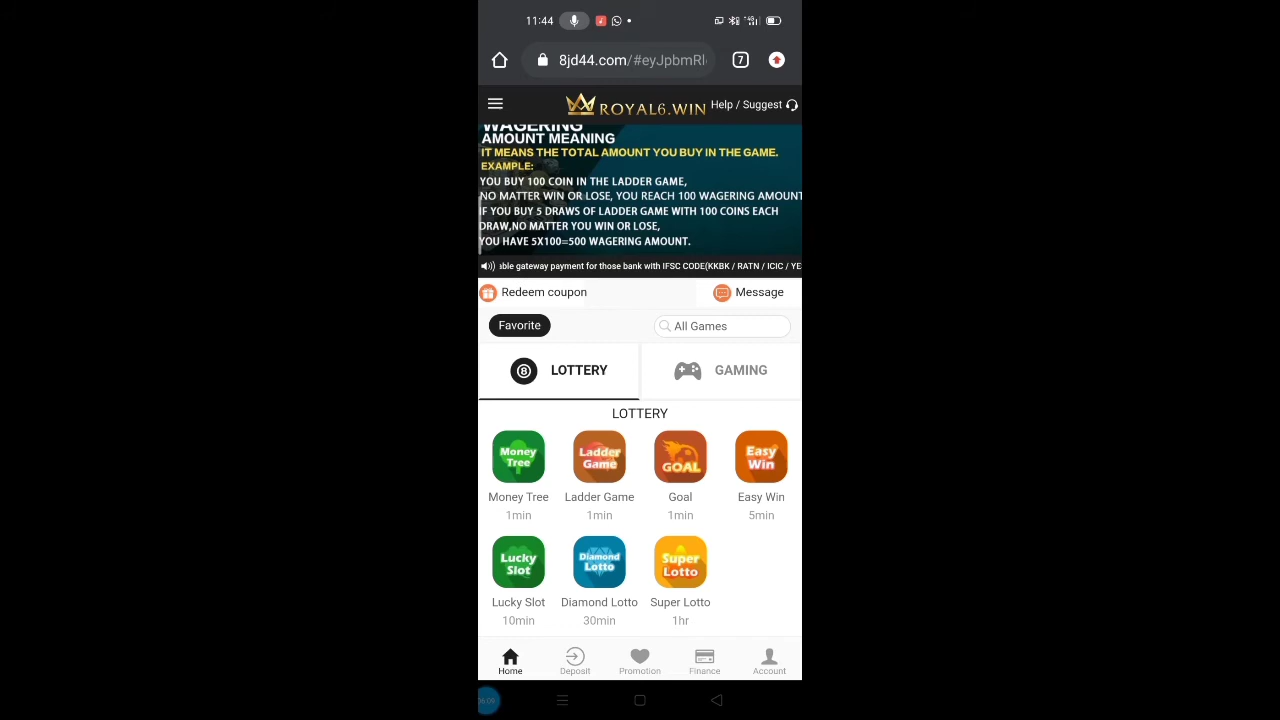 11:44
8jd44.com/#eyJpbmRl
7
ROYAL6.WIN
Help / Suggest
WAGERING
AMOUNT MEANING
IT MEANS THE TOTAL AMOUNT YOU BUY IN THE GAME.
EXAMPLE:
YOU BUY 100 COIN IN THE LADDER GAME,
NO MATTER WIN OR LOSE, YOU REACH 100 WAGERING AMOUNT
IF YOU BUY 5 DRAWS OF LADDER GAME WITH 100 COINS EACH
DRAW,NO MATTER YOU WIN OR LOSE,
YOU HAVE 5X100=500 WAGERING AMOUNT.
able gateway payment for those bank with IFSC CODE(KKBK / RATN / ICIC / YE
Redeem coupon
Message
Favorite
All Games
8 LOTTERY
GAMING
LOTTERY
Money Tree
Ladder Game
GOAL
Easy Win
Money Tree
Ladder Game
Goal
Easy Win
1min
1min
1min
5min
Lucky Slot
Diamond Lotto
Super Lotto
Lucky Slot
Diamond Lotto
Super Lotto
10min
30min
1hr
Home
Deposit
Promotion
Finance
Account